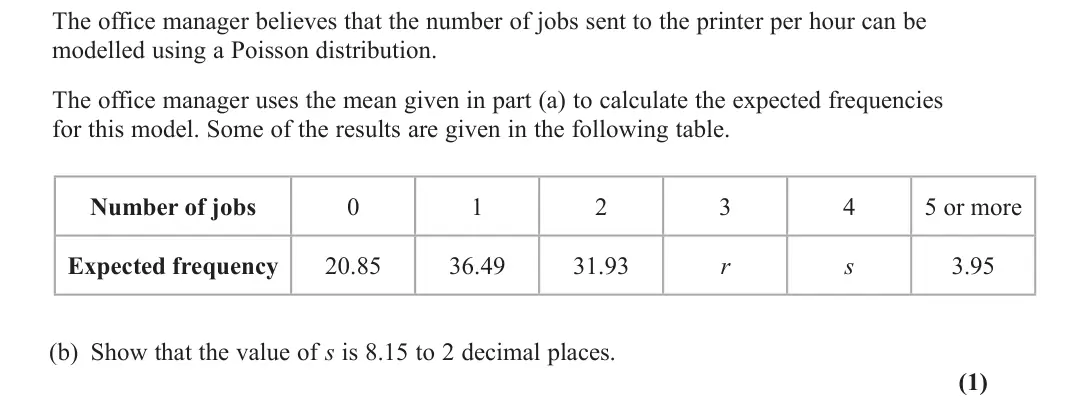 The office manager believes that the number of jobs sent to the printer per hour can be
modelled using a Poisson distribution.
The office manager uses the mean given in part (a) to calculate the expected frequencies
for this model. Some of the results are given in the following table.
Number of jobs 0 1 2 3 4 5 or more
Expected frequency 20.85 36.49 31.93 r s 3.95
(b) Show that the value of s is 8.15 to 2 decimal places.
(1)